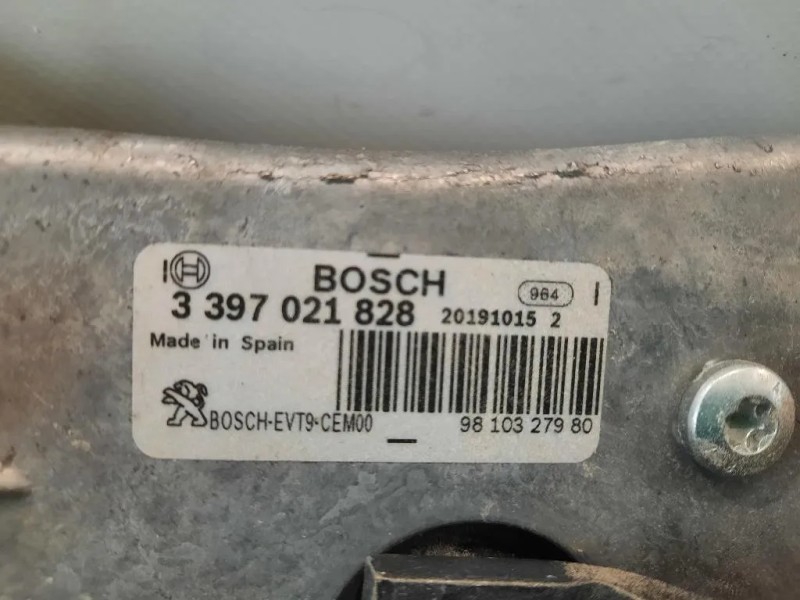 BOSCH
964
3 397 021 828 20191015 2
Made in Spain
BOSCH-EVT9-CEM00
98 103 279 80